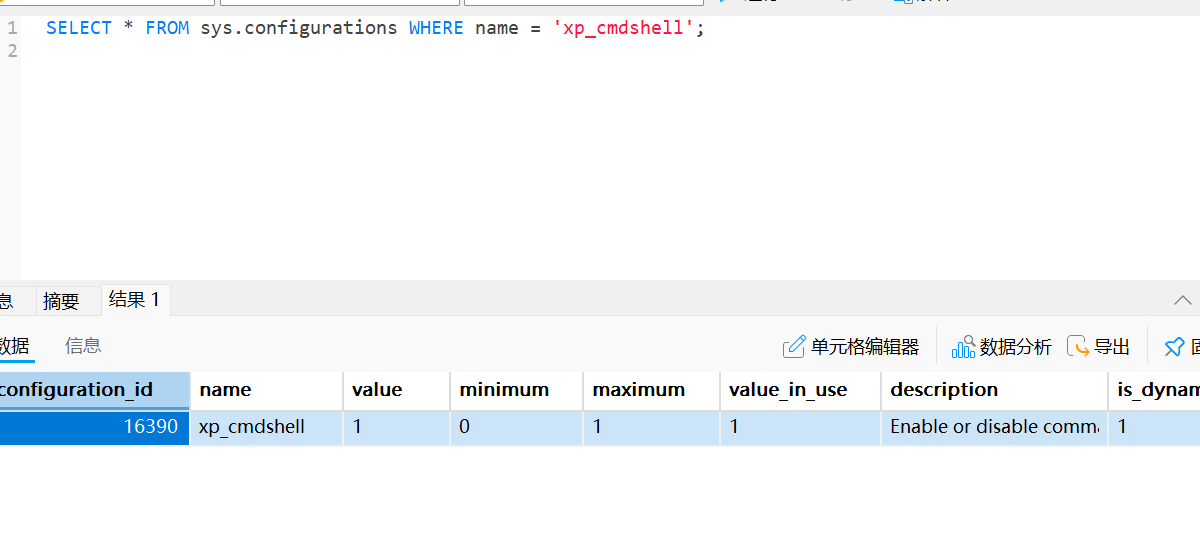 1 SELECT * FROM sys.configurations WHERE name = 'xp_cmdshell';
2
息 摘要 结果 1
数据 信息 单元格编辑器 数据分析 导出
configuration_id name value minimum maximum value_in_use description is_dynam
16390 xp_cmdshell 1 0 1 1 Enable or disable comma 1